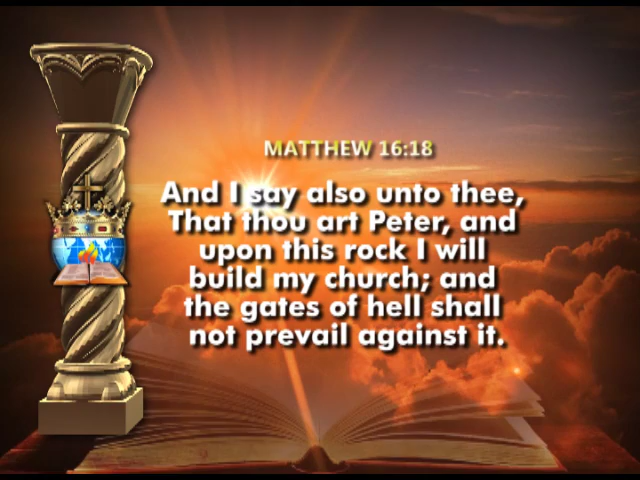 MATTHEW 16:18
And I say also unto thee,
That thou art Peter, and
upon this rock I will
build my church; and
the gates of hell shall
not prevail against it.